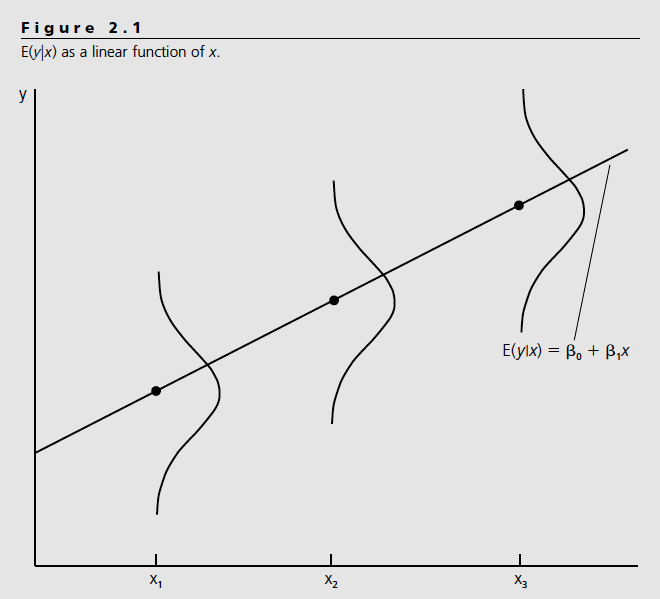 Figure 2.1
E(y|x) as a linear function of x.
y
E(y|x) = β₀ + β₁x
x₁ x₂ x₃